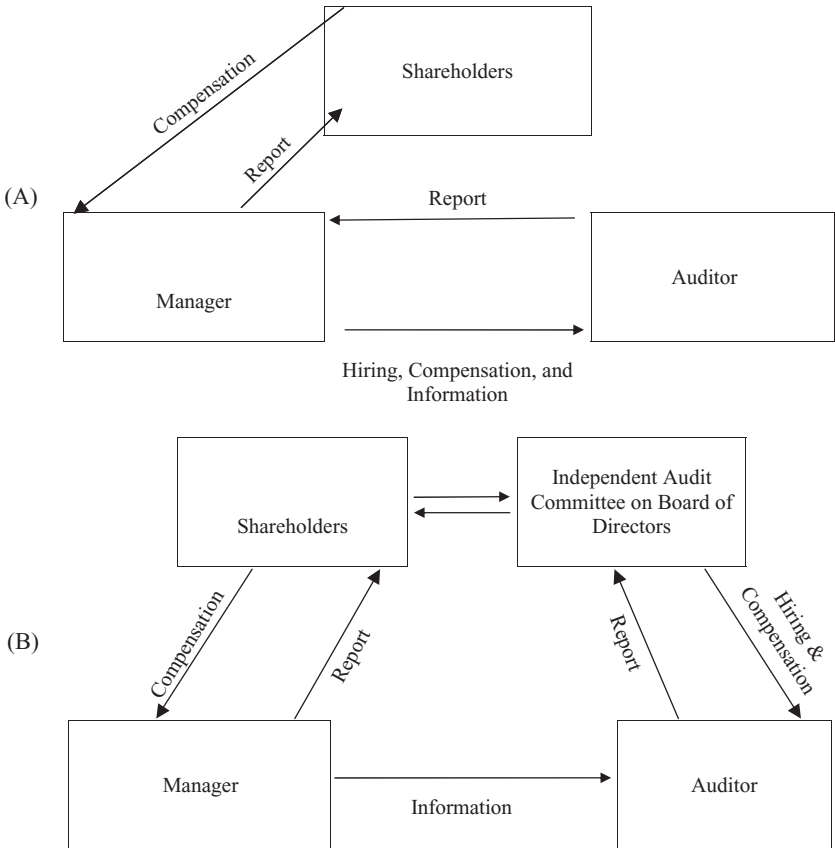 Shareholders
Compensation
Report
(A)
Report
Manager
Auditor
Hiring, Compensation, and
Information
Shareholders
Independent Audit
Committee on Board of
Directors
(B)
Compensation
Report
Report
Hiring &
Compensation
Manager
Information
Auditor